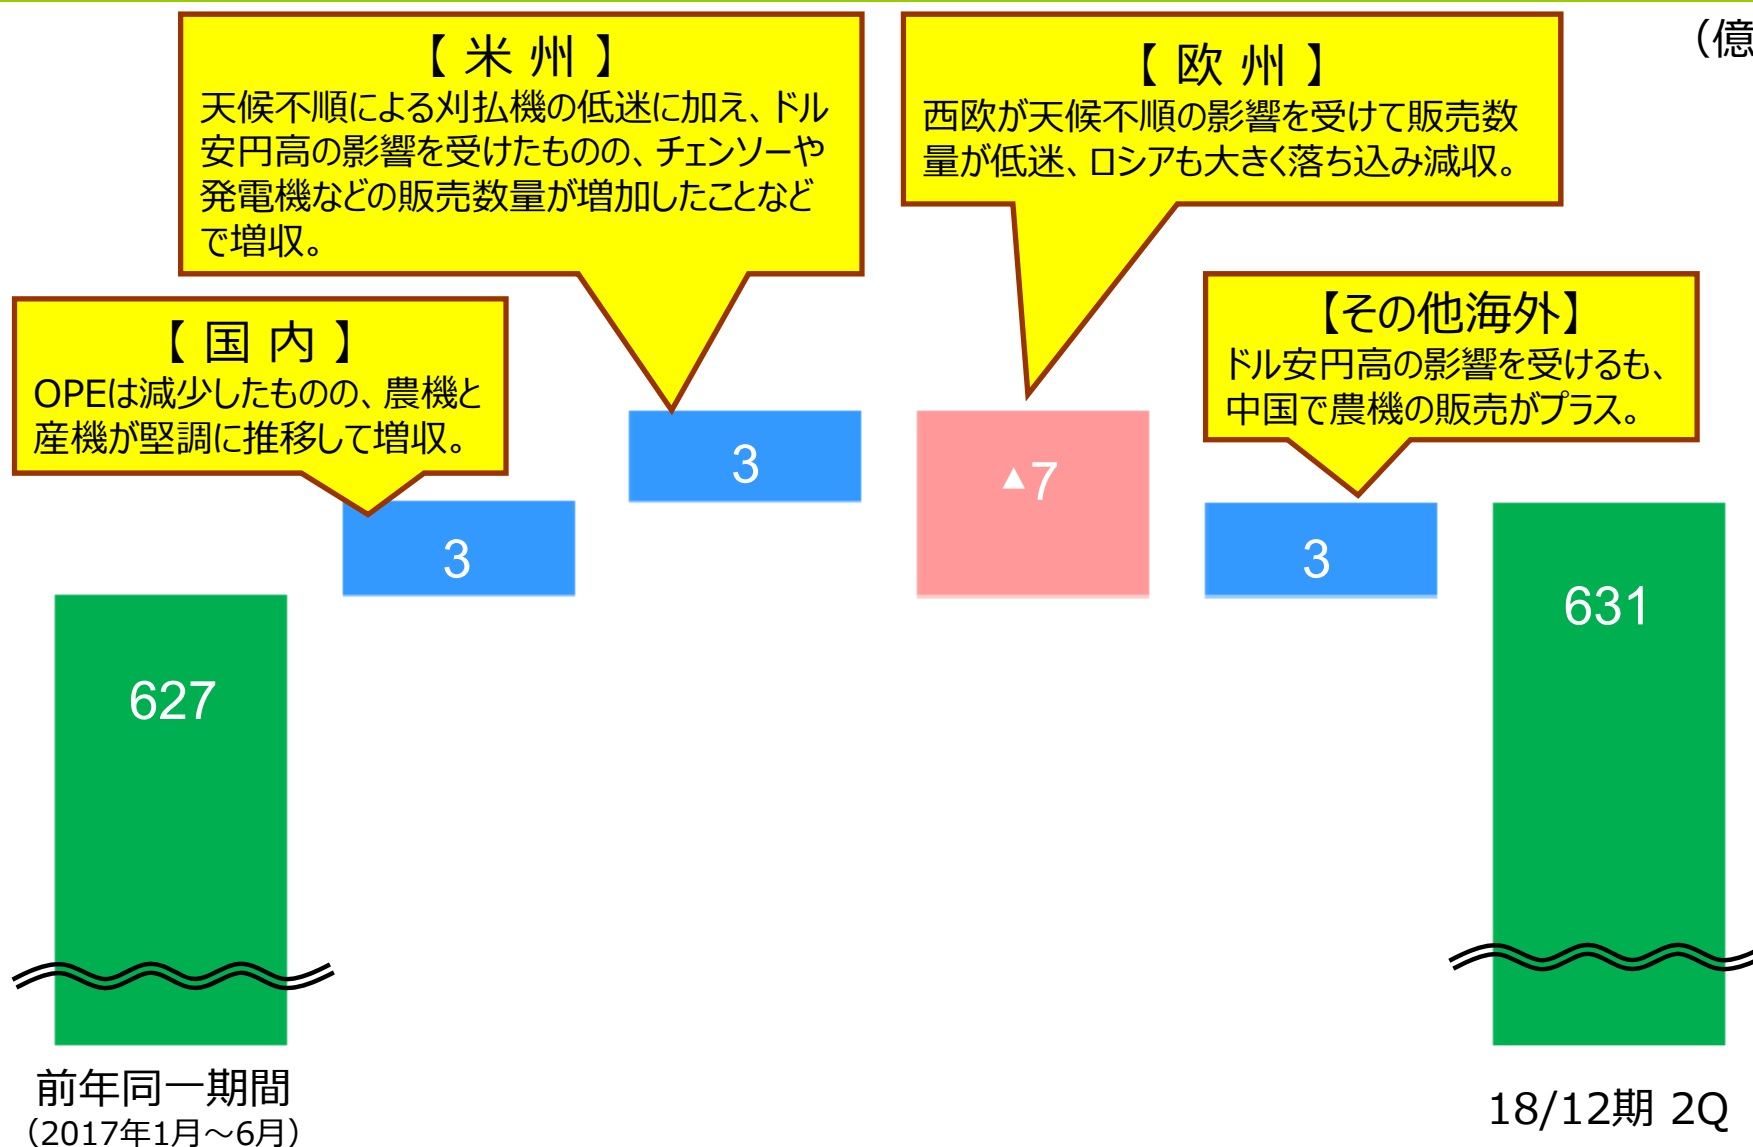 （億
【 米 州 】
天候不順による刈払機の低迷に加え、ドル
安円高の影響を受けたものの、チェンソーや
発電機などの販売数量が増加したことなど
で増収。
【 欧 州 】
西欧が天候不順の影響を受けて販売数
量が低迷、ロシアも大きく落ち込み減収。
【 国 内 】
OPEは減少したものの、農機と
産機が堅調に推移して増収。
【その他海外】
ドル安円高の影響を受けるも、
中国で農機の販売がプラス。
627
3
3
▲7
3
631
前年同一期間
（2017年1月～6月）
18/12期 2Q